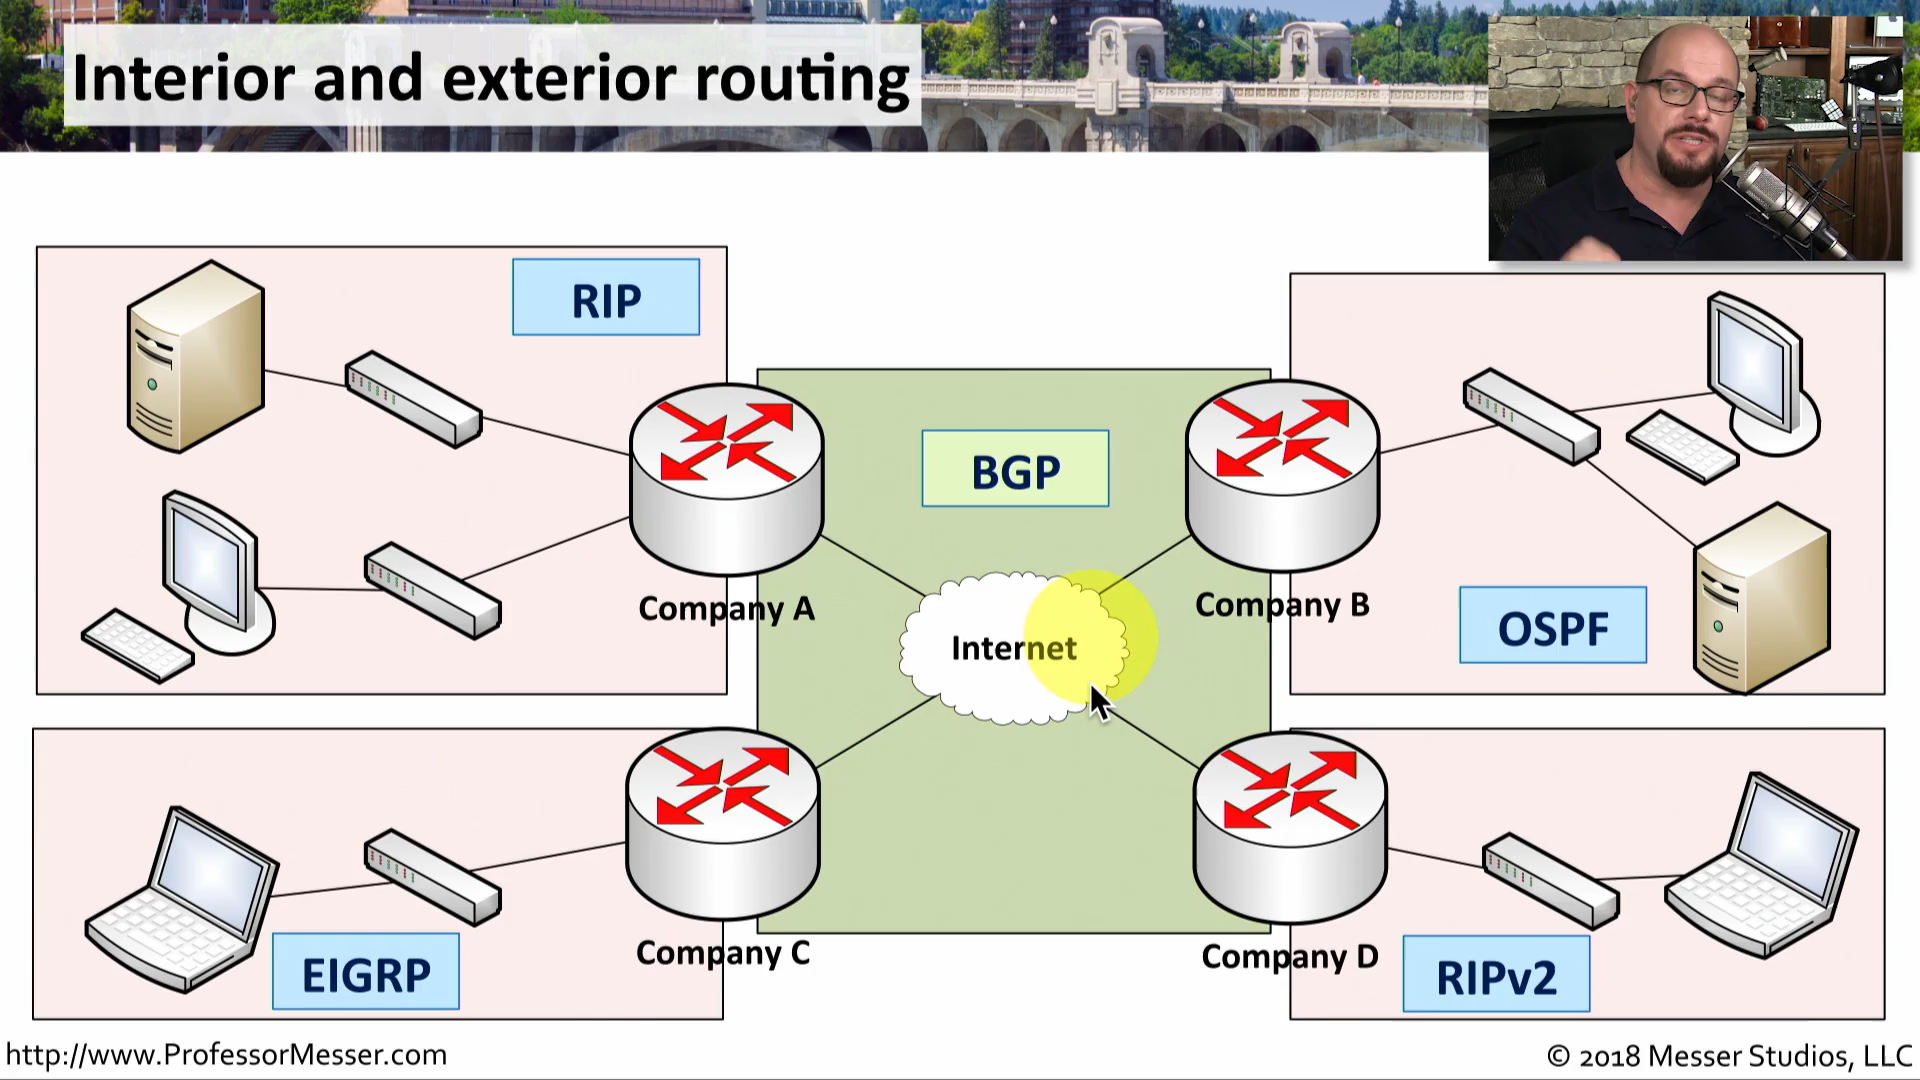 Interior and exterior routing
RIP
BGP
Company A
Company B
Internet
OSPF
EIGRP
Company C
Company D
RIPv2
http://www.ProfessorMesser.com
© 2018 Messer Studios, LLC